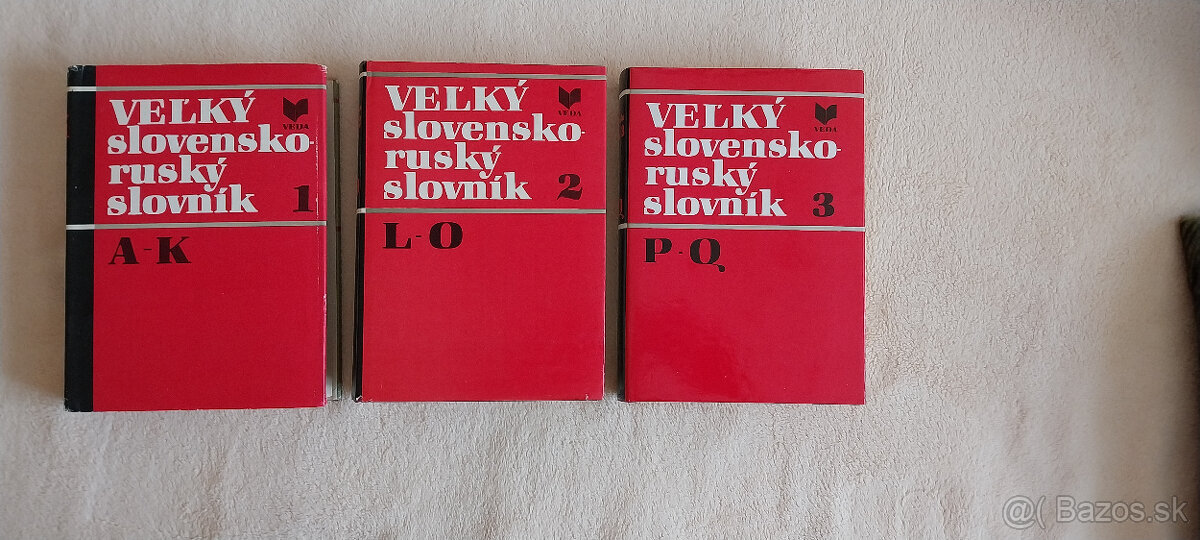 VEĽKÝ
slovensko-
ruský
slovník 1
VEDA
A-K
VEĽKÝ
slovensko-
ruský
slovník 2
VEDA
L-O
VEĽKÝ
slovensko-
ruský
slovník 3
VEDA
P-Q
@( Bazos.sk